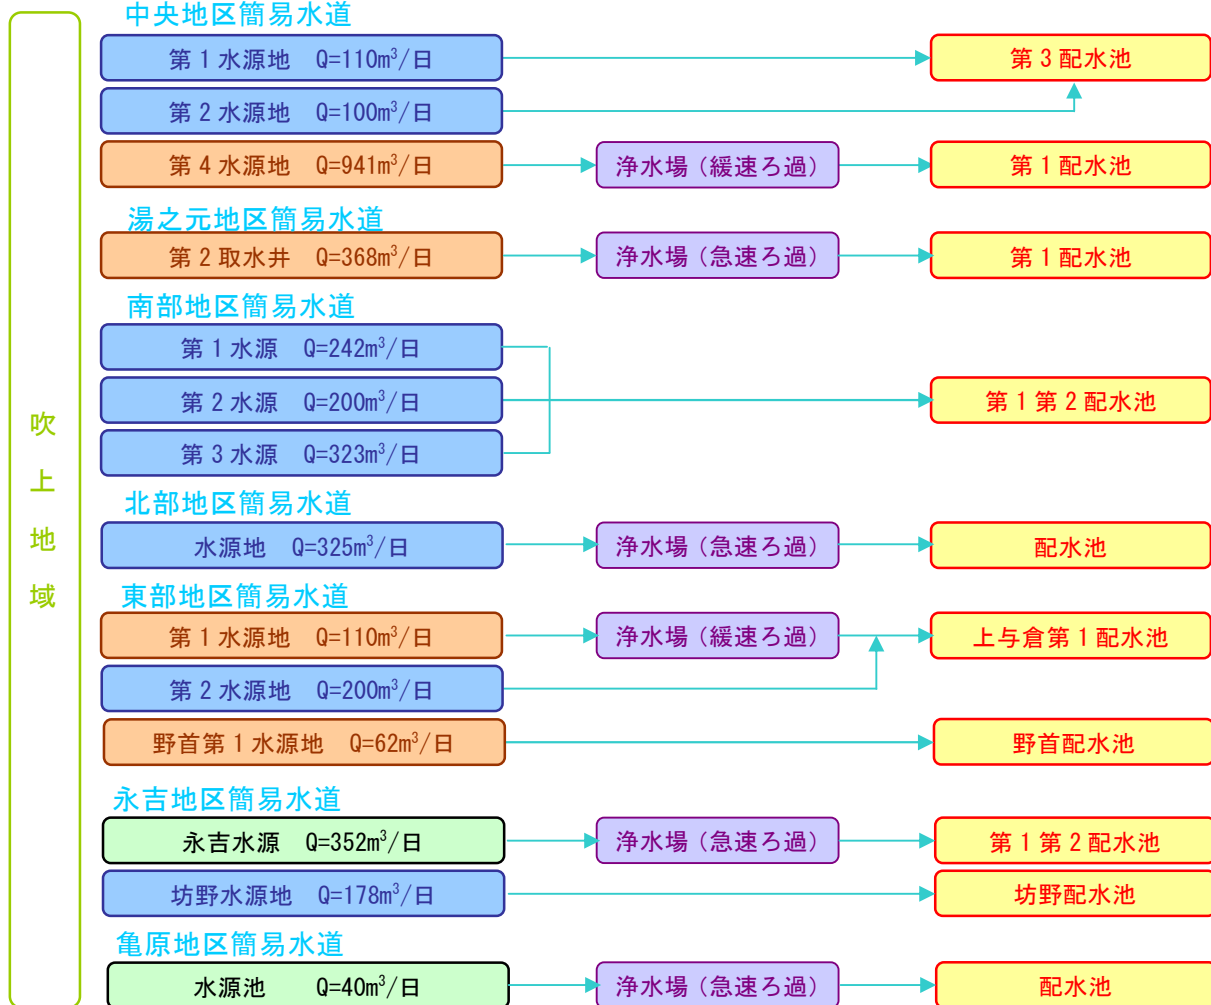 吹上地域
中央地区簡易水道
第1水源地 Q=110m³/日
第3配水池
第2水源地 Q=100m³/日
第4水源地 Q=941m³/日
浄水場(緩速ろ過)
第1配水池
湯之元地区簡易水道
第2取水井 Q=368m³/日
浄水場(急速ろ過)
第1配水池
南部地区簡易水道
第1水源 Q=242m³/日
第2水源 Q=200m³/日
第1第2配水池
第3水源 Q=323m³/日
北部地区簡易水道
水源地 Q=325m³/日
浄水場(急速ろ過)
配水池
東部地区簡易水道
第1水源地 Q=110m³/日
浄水場(緩速ろ過)
上与倉第1配水池
第2水源地 Q=200m³/日
野首第1水源地 Q=62m³/日
野首配水池
永吉地区簡易水道
永吉水源 Q=352m³/日
浄水場(急速ろ過)
第1第2配水池
坊野水源地 Q=178m³/日
坊野配水池
亀原地区簡易水道
水源池 Q=40m³/日
浄水場(急速ろ過)
配水池